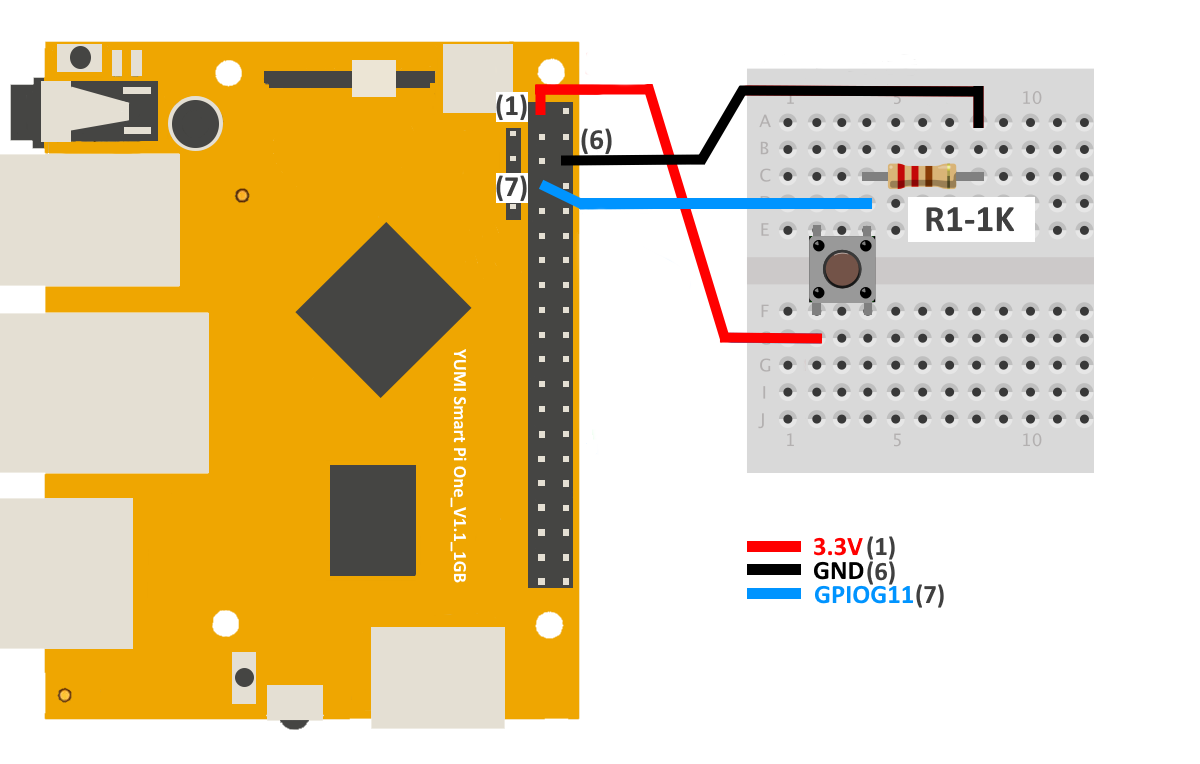 (1)
(6)
(7)
YUMI Smart Pi One_V1.1_1GB
1 5 10
A
B
C
D
E
R1-1K
F
G
G
I
J
1 5 10
3.3V (1)
GND (6)
GPIOG11 (7)